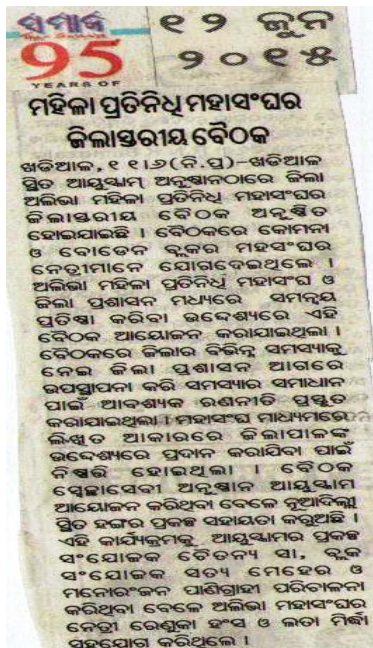 ସମାଜ
95
YEARS OF
୧୨ ଜୁନ
୨୦୧୫
ମହିଳା ପ୍ରତିନିଧି ମହାସଂଘର
ଜିଲାସ୍ତରୀୟ ବୈଠକ
ଖଡିଆଳ,୧୧।୬(ନି.ପ୍ର)-ଖଡିଆଳ
ସ୍ଥିତ ଆୟୁସ୍କାମ୍ ଅନୁଷ୍ଠାନଠାରେ ଜିଲା
ଅଲିଭା ମହିଳା ପ୍ରତିନିଧି ମହାସଂଘର
ଜିଲାସ୍ତରୀୟ ବୈଠକ ଅନୁଷ୍ଠିତ
ହୋଇଯାଇଛି । ବୈଠକରେ କୋମନା
ଓ ବୋଡେନ ବ୍ଲକର ମହସଂଘର
ନେତ୍ରୀମାନେ ଯୋଗଦେଇଥିଲେ ।
ଅଲିଭା ମହିଳା ପ୍ରତିନିଧି ମହାସଂଘ ଓ
ଜିଲା ପ୍ରଶାସନ ମଧ୍ୟରେ ସମନ୍ୱୟ
ପ୍ରତିଷ୍ଠା କରିବା ଉଦ୍ଦେଶ୍ୟରେ ଏହି
ବୈଠକ ଆୟୋଜନ କରାଯାଇଥିଲା ।
ବୈଠକରେ ଜିଲାର ବିଭିନ୍ନ ସମସ୍ୟାକୁ
ନେଇ ଜିଲା ପ୍ରଶାସନ ଆଗରେ
ଉପସ୍ଥାପନା କରି ସମସ୍ୟାର ସମାଧାନ
ପାଇଁ ଆବଶ୍ୟକ ରଣନୀତି ପ୍ରସ୍ତୁତ
କରାଯାଇଥିଲା । ମହାସଂଘ ମାଧ୍ୟମରେ
ଲିଖିତ ଆକାରରେ ଜିଲାପାଳଙ୍କ
ଉଦ୍ଦେଶ୍ୟରେ ପ୍ରଦାନ କରାଯିବା ପାଇଁ
ନିଷ୍ପତ୍ତି ହୋଇଥିଲା । ବୈଠକ
ସ୍ୱେଚ୍ଛାସେବୀ ଅନୁଷ୍ଠାନ ଆୟୁସ୍କାମ
ଆୟୋଜନ କରିଥିବା ବେଳେ ନୂଆଦିଲ୍ଲୀ
ସ୍ଥିତ ହଙ୍ଗର ପ୍ରକଳ୍ପ ସହାୟତା କରୁଅଛି ।
ଏହି କାର୍ଯ୍ୟକ୍ରମକୁ ଆୟୁସ୍କାମର ପ୍ରକଳ୍ପ
ସଂଯୋଜକ ଚୈତନ୍ୟ ସା, ବ୍ଲକ
ସଂଯୋଜକ ସତ୍ୟ ମେହେର ଓ
ମନୋରଂଜନ ପାଣିଗ୍ରାହୀ ପରିଚାଳନା
କରିଥିବା ବେଳେ ଅଲିଭା ମହାସଂଘର
ନେତ୍ରୀ ରେଣୁକା ହଂସ ଓ ଲତା ମିର୍ଦ୍ଧା
ସହଯୋଗ କରିଥିଲେ ।